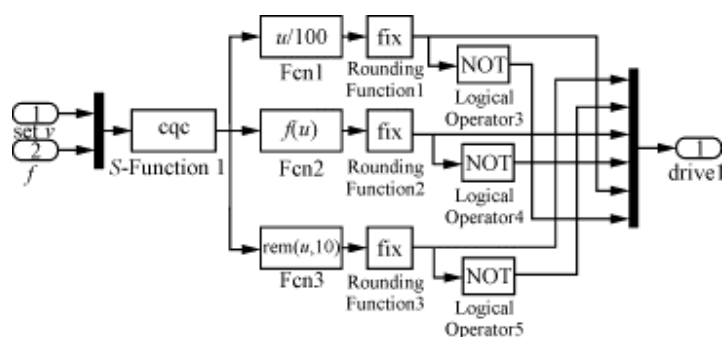 u/100
fix
Fcn1
Rounding
Function1
NOT
Logical
Operator3
1
set v
2
f
cqc
S-Function 1
f(u)
fix
Fcn2
Rounding
Function2
NOT
Logical
Operator4
1
drive1
rem(u,10)
fix
Fcn3
Rounding
Function3
NOT
Logical
Operator5